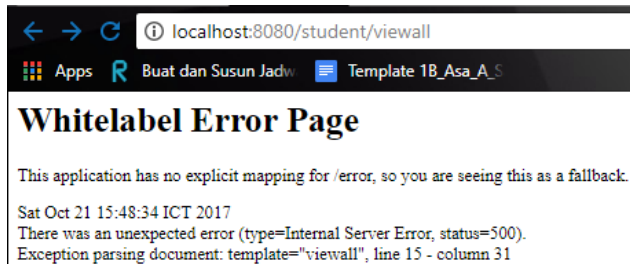 localhost:8080/student/viewall
Apps Buat dan Susun Jadw Template 1B_Asa_A_S
Whitelabel Error Page
This application has no explicit mapping for /error, so you are seeing this as a fallback.
Sat Oct 21 15:48:34 ICT 2017
There was an unexpected error (type=Internal Server Error, status=500).
Exception parsing document: template="viewall", line 15 - column 31